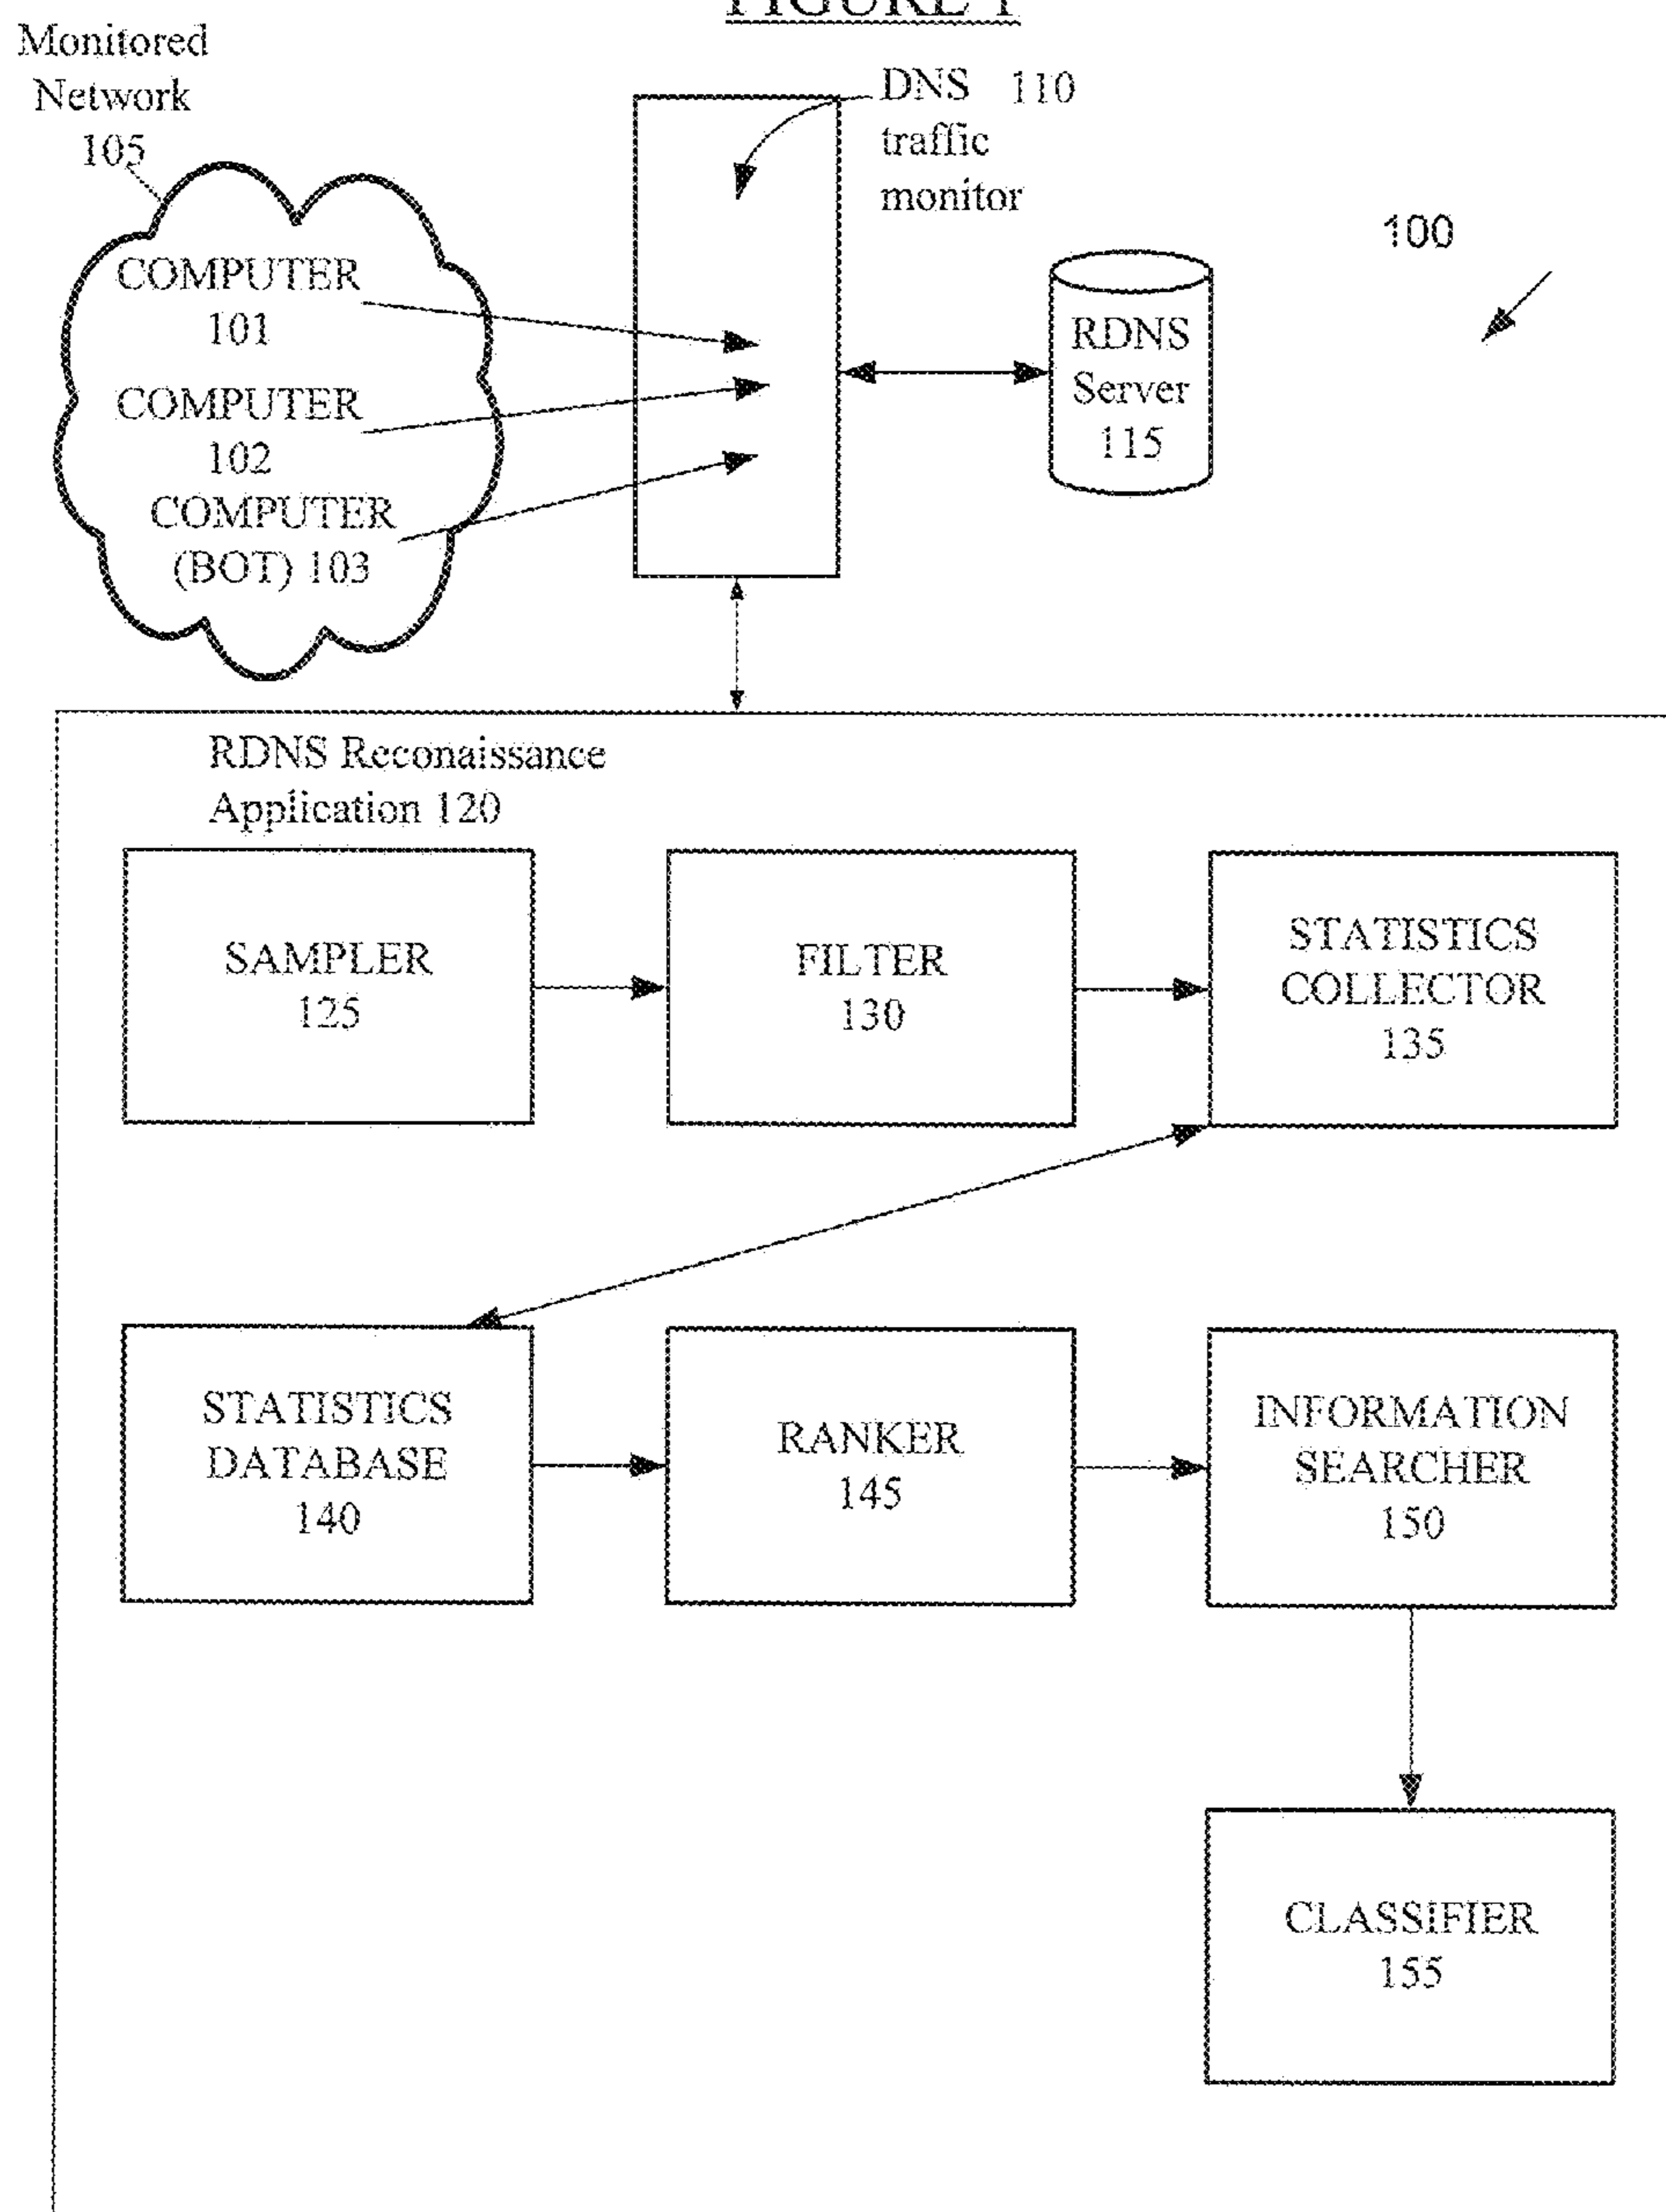 FIGURE 1
Monitored
Network
105
DNS 110
traffic
monitor
100
COMPUTER
101
COMPUTER
102
COMPUTER
(BOT) 103
RDNS
Server
115
RDNS Reconaissance
Application 120
SAMPLER
125
FILTER
130
STATISTICS
COLLECTOR
135
STATISTICS
DATABASE
140
RANKER
145
INFORMATION
SEARCHER
150
CLASSIFIER
155